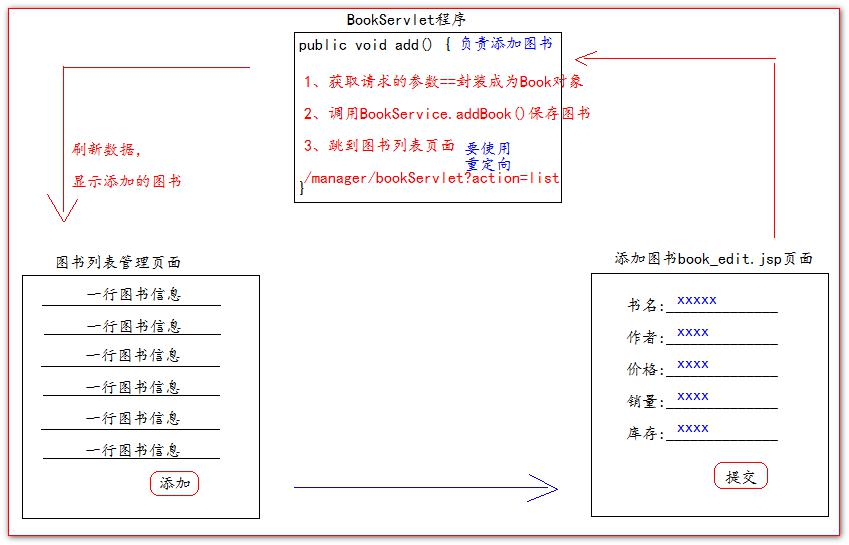 BookServlet程序
public void add() { 负责添加图书
1、获取请求的参数==封装成为Book对象
2、调用BookService.addBook()保存图书
3、跳到图书列表页面 要使用
重定向
/manager/bookServlet?action=list
}
刷新数据,
显示添加的图书
图书列表管理页面
一行图书信息
一行图书信息
一行图书信息
一行图书信息
一行图书信息
一行图书信息
添加
添加图书book_edit.jsp页面
书名:xxxxx
作者:xxxx
价格:xxxx
销量:xxxx
库存:xxxx
提交